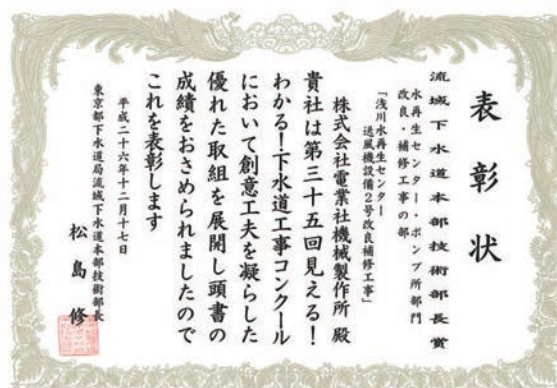 表彰状
流域下水道本部技術部長賞
水再生センター・ポンプ所部門
改良・補修工事の部
「浅川水再生センター
送風機設備2号改良補修工事」
株式会社電業社機械製作所 殿
貴社は第三十五回見える！
わかる！下水道工事コンクール
において創意工夫を凝らした
優れた取組を展開し頭書の
成績をおさめられましたので
これを表彰します
平成二十六年十二月十七日
東京都下水道局流域下水道本部技術部長
松島修